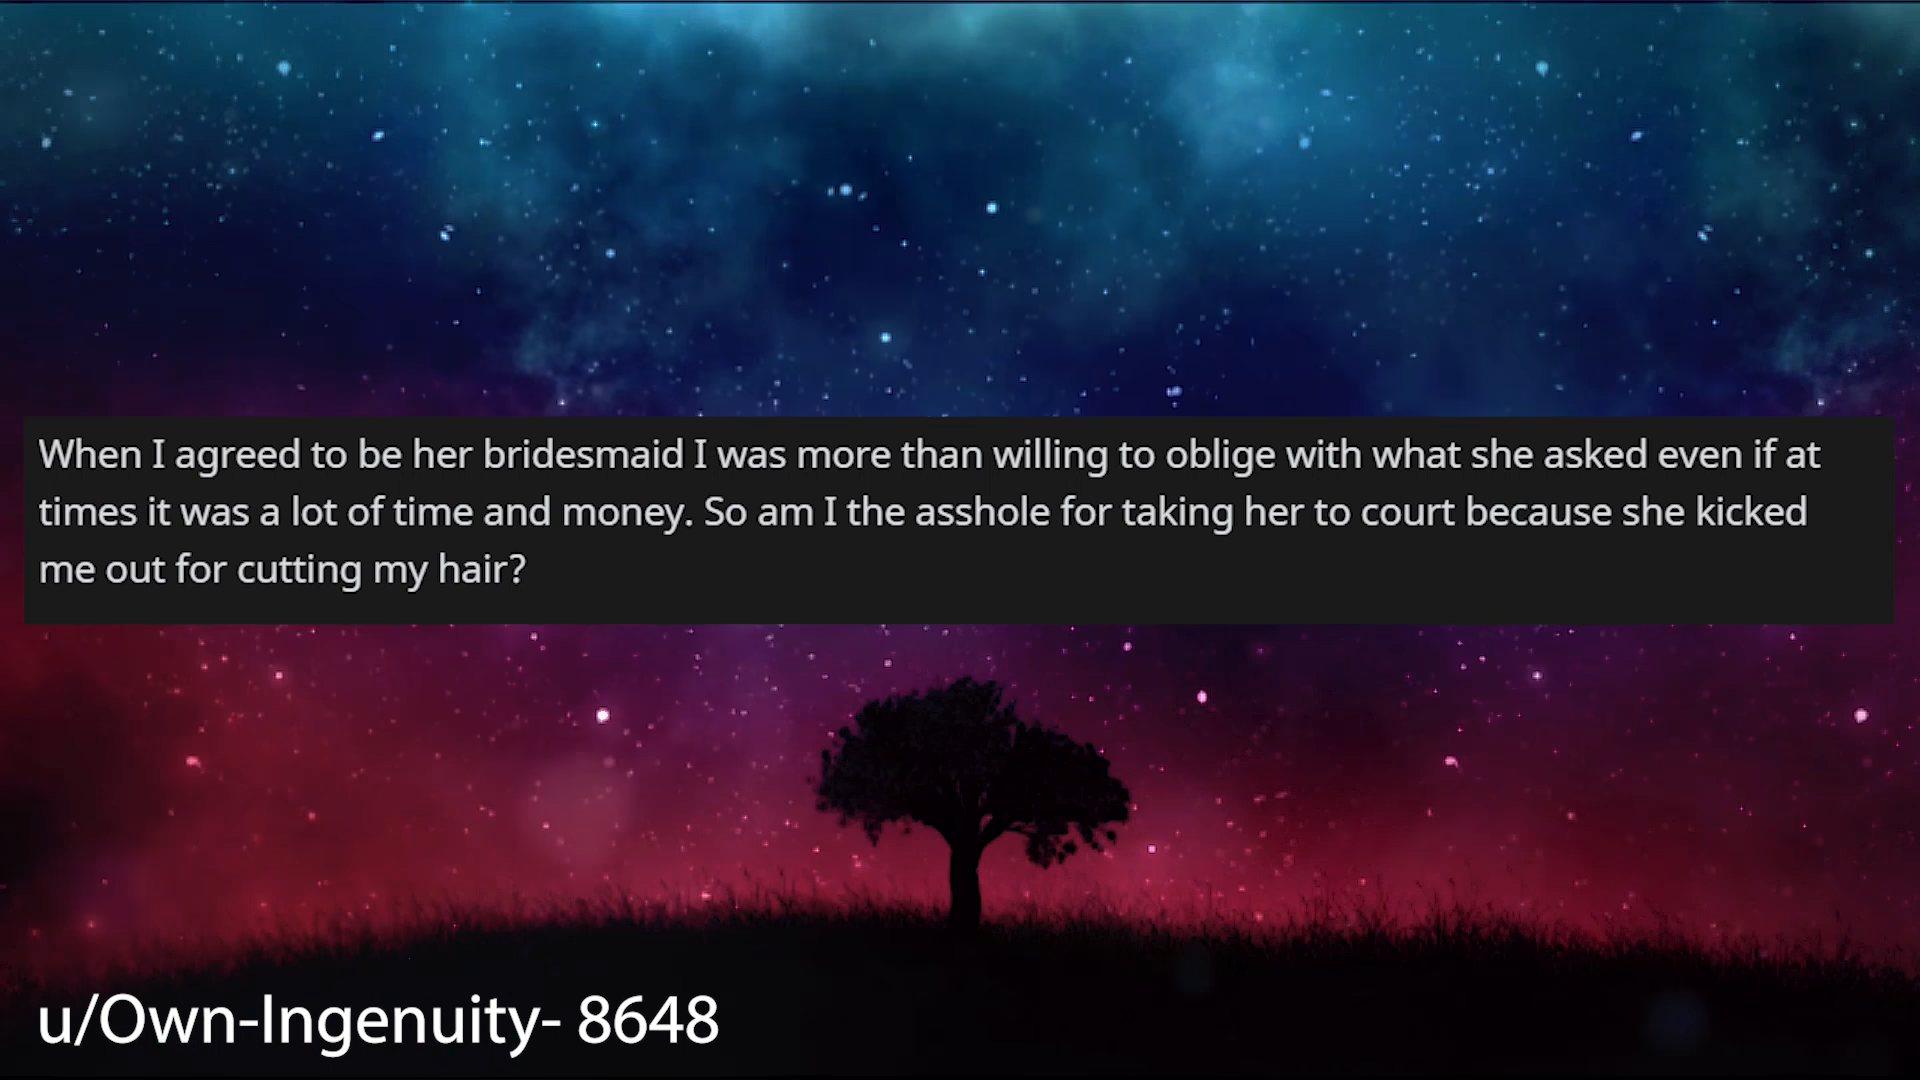 When I agreed to be her bridesmaid I was more than willing to oblige with what she asked even if at
times it was a lot of time and money. So am I the asshole for taking her to court because she kicked
me out for cutting my hair?
u/Own-Ingenuity- 8648